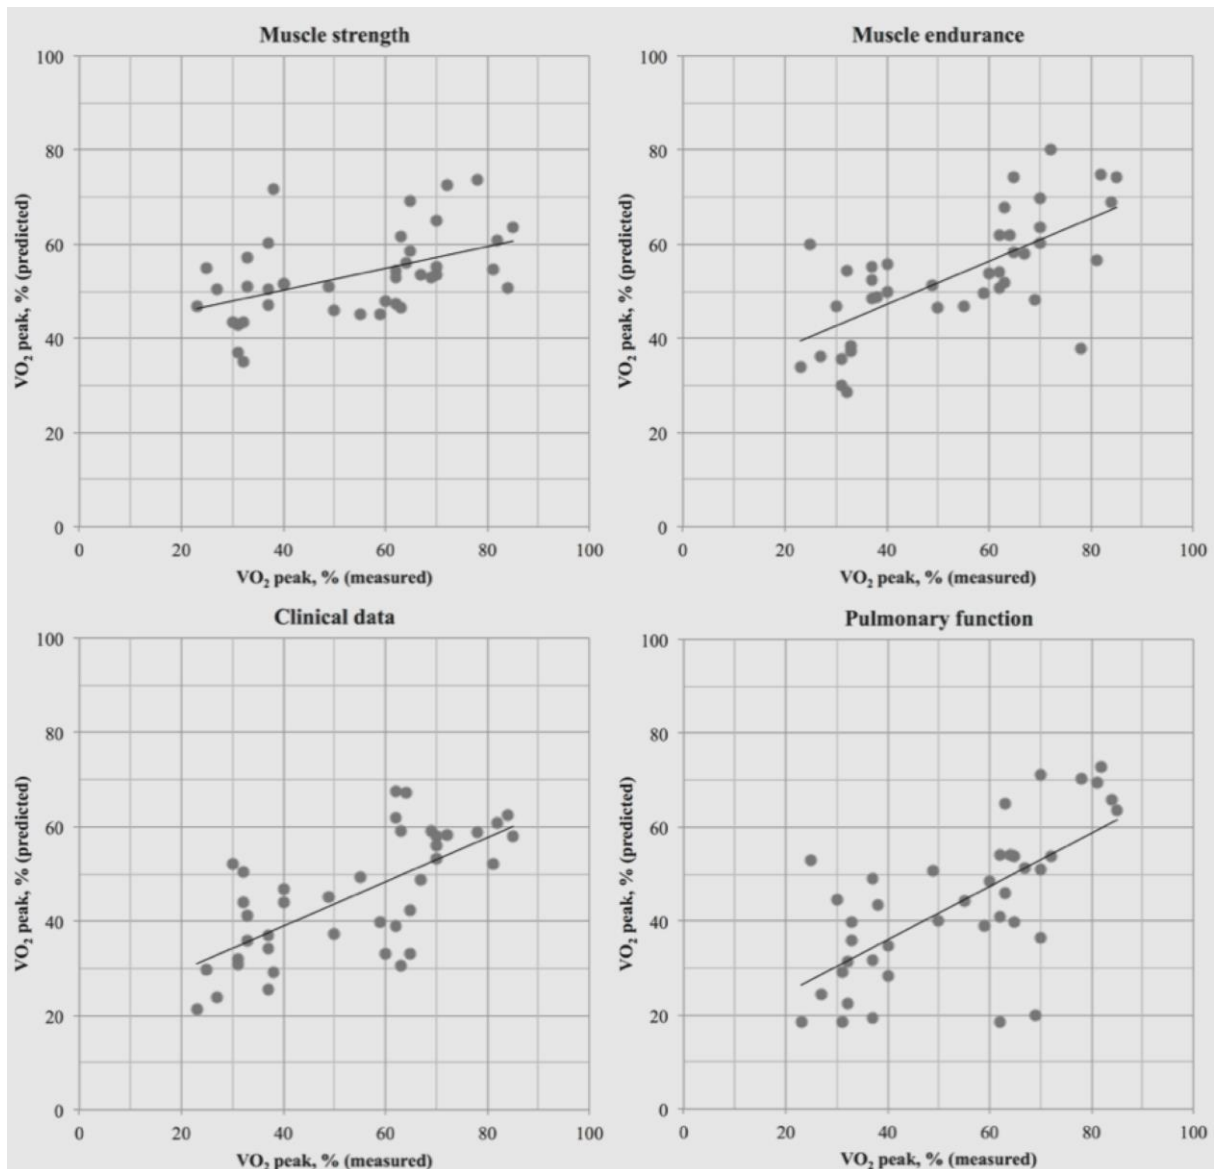 Muscle strength
100
80
60
40
20
0
VO₂ peak, % (predicted)
0 20 40 60 80 100
VO₂ peak, % (measured)
Muscle endurance
100
80
60
40
20
0
VO₂ peak, % (predicted)
0 20 40 60 80 100
VO₂ peak, % (measured)
Clinical data
100
80
60
40
20
0
VO₂ peak, % (predicted)
0 20 40 60 80 100
VO₂ peak, % (measured)
Pulmonary function
100
80
60
40
20
0
VO₂ peak, % (predicted)
0 20 40 60 80 100
VO₂ peak, % (measured)